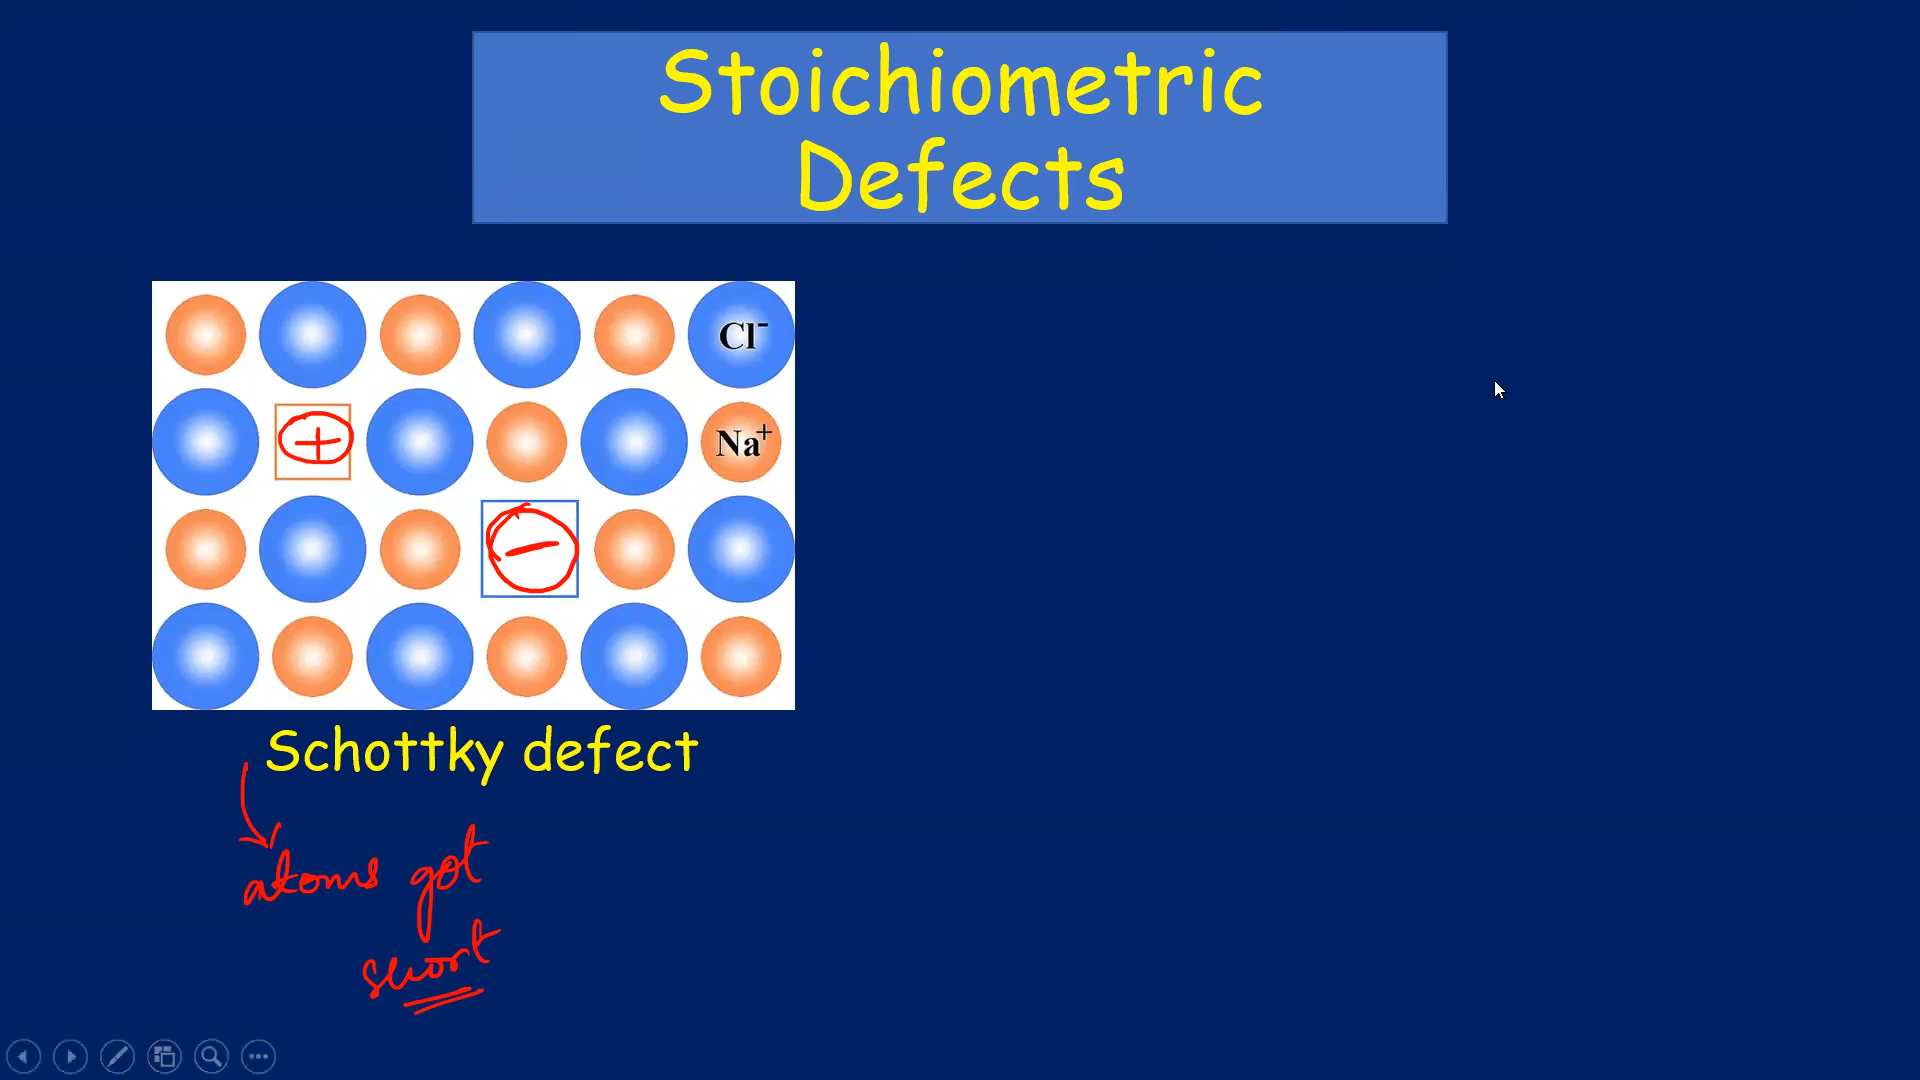 Stoichiometric
Defects
Cl⁻
+
Na⁺
−
Schottky defect
atoms got
short